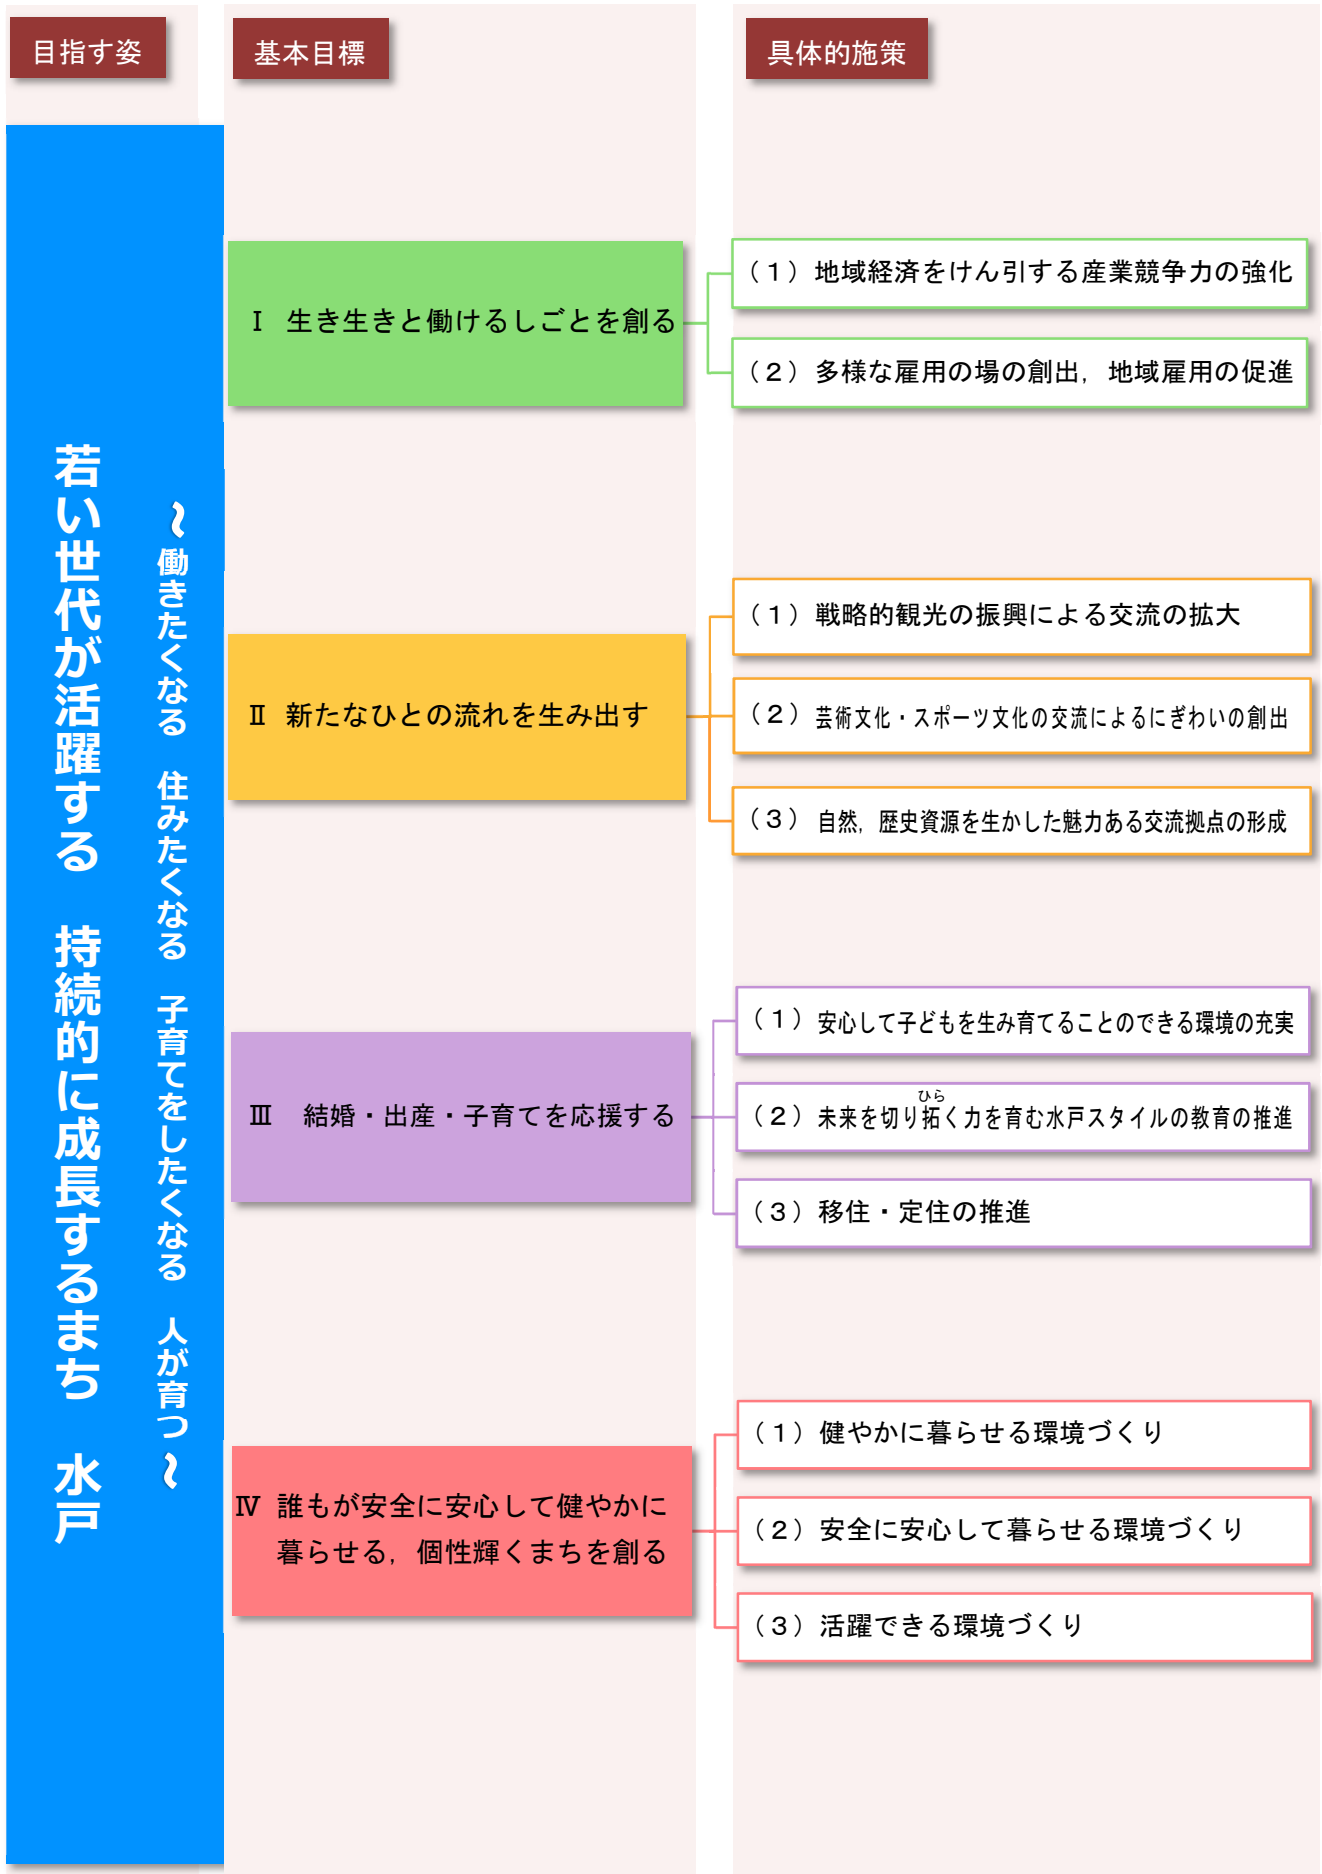 目指す姿
基本目標
具体的施策
若い世代が活躍する　持続的に成長するまち　水戸
～働きたくなる　住みたくなる　子育てをしたくなる　人が育つ～
Ⅰ 生き生きと働けるしごとを創る
（１）地域経済をけん引する産業競争力の強化
（２）多様な雇用の場の創出，地域雇用の促進
Ⅱ 新たなひとの流れを生み出す
（１）戦略的観光の振興による交流の拡大
（２）芸術文化・スポーツ文化の交流によるにぎわいの創出
（３）自然，歴史資源を生かした魅力ある交流拠点の形成
Ⅲ　結婚・出産・子育てを応援する
（１）安心して子どもを生み育てることのできる環境の充実
ひら
（２）未来を切り拓く力を育む水戸スタイルの教育の推進
（３）移住・定住の推進
Ⅳ 誰もが安全に安心して健やかに
暮らせる，個性輝くまちを創る
（１）健やかに暮らせる環境づくり
（２）安全に安心して暮らせる環境づくり
（３）活躍できる環境づくり